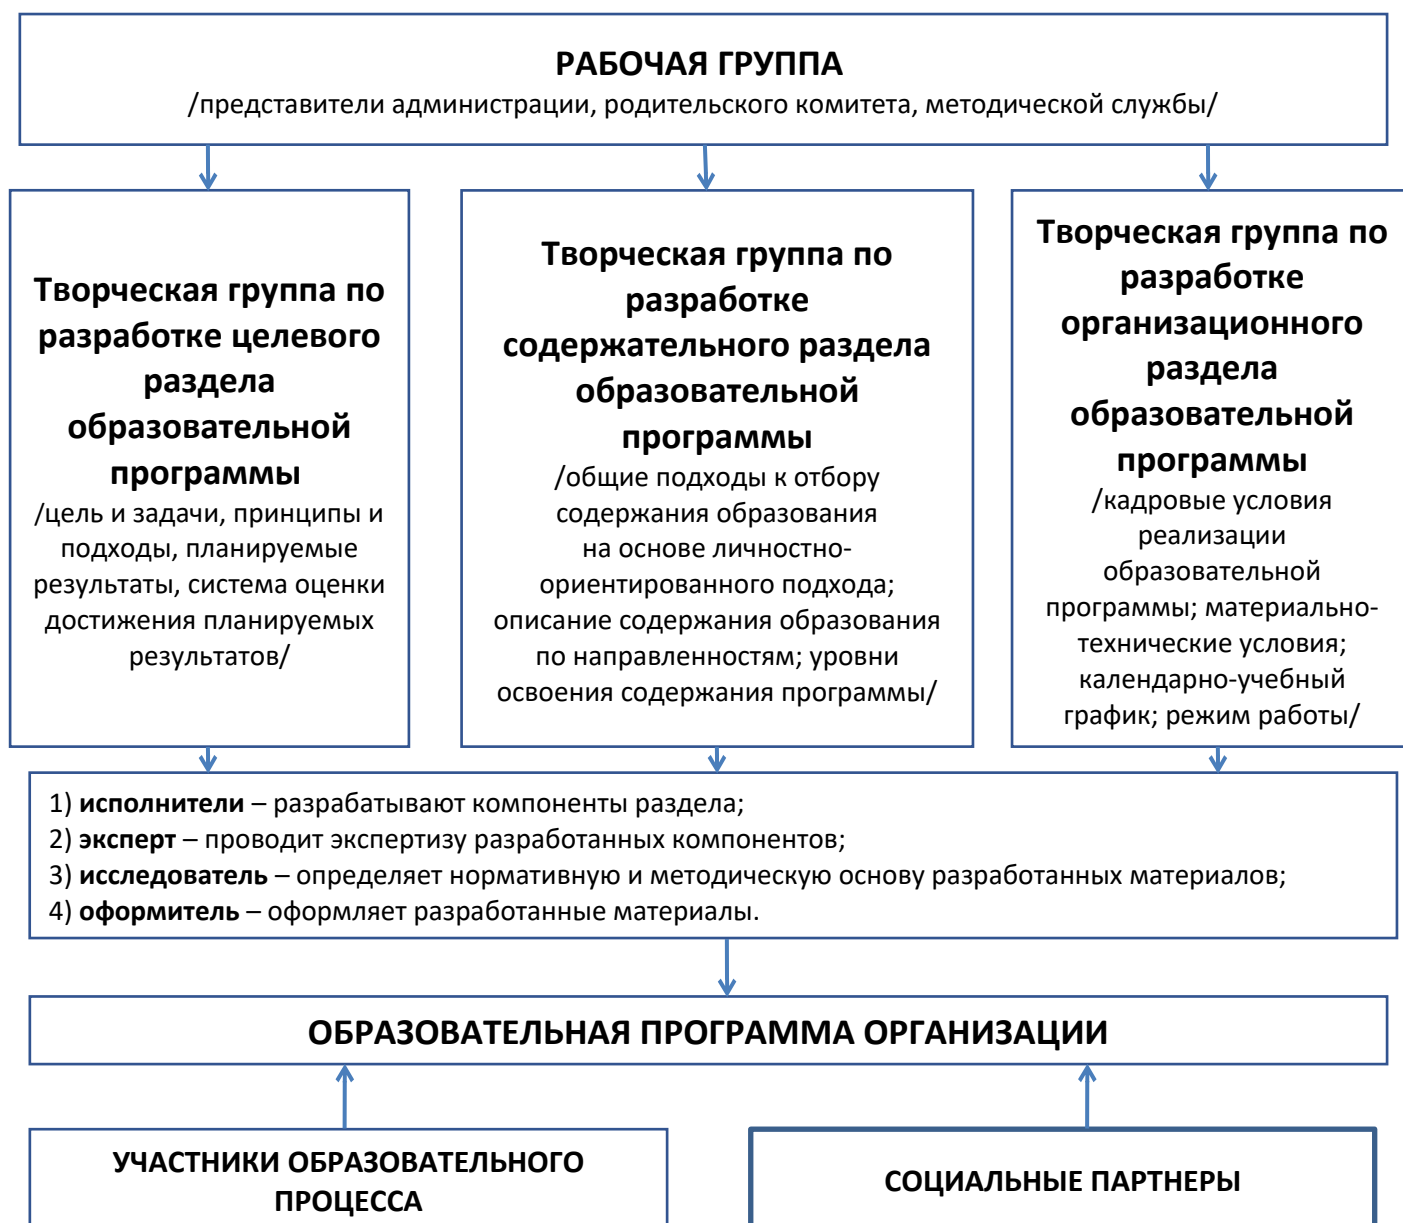 РАБОЧАЯ ГРУППА
/представители администрации, родительского комитета, методической службы/
Творческая группа по
разработке целевого
раздела
образовательной
программы
/цель и задачи, принципы и
подходы, планируемые
результаты, система оценки
достижения планируемых
результатов/
Творческая группа по
разработке
содержательного раздела
образовательной
программы
/общие подходы к отбору
содержания образования
на основе личностно-
ориентированного подхода;
описание содержания образования
по направленностям; уровни
освоения содержания программы/
Творческая группа по
разработке
организационного
раздела
образовательной
программы
/кадровые условия
реализации
образовательной
программы; материально-
технические условия;
календарно-учебный
график; режим работы/
1) исполнители – разрабатывают компоненты раздела;
2) эксперт – проводит экспертизу разработанных компонентов;
3) исследователь – определяет нормативную и методическую основу разработанных материалов;
4) оформитель – оформляет разработанные материалы.
ОБРАЗОВАТЕЛЬНАЯ ПРОГРАММА ОРГАНИЗАЦИИ
УЧАСТНИКИ ОБРАЗОВАТЕЛЬНОГО
ПРОЦЕССА
СОЦИАЛЬНЫЕ ПАРТНЕРЫ